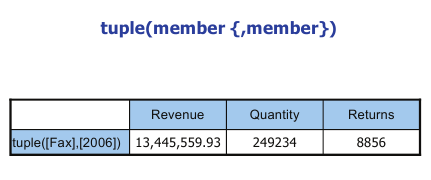 tuple(member {,member})
Revenue Quantity Returns
tuple([Fax],[2006]) 13,445,559.93 249234 8856